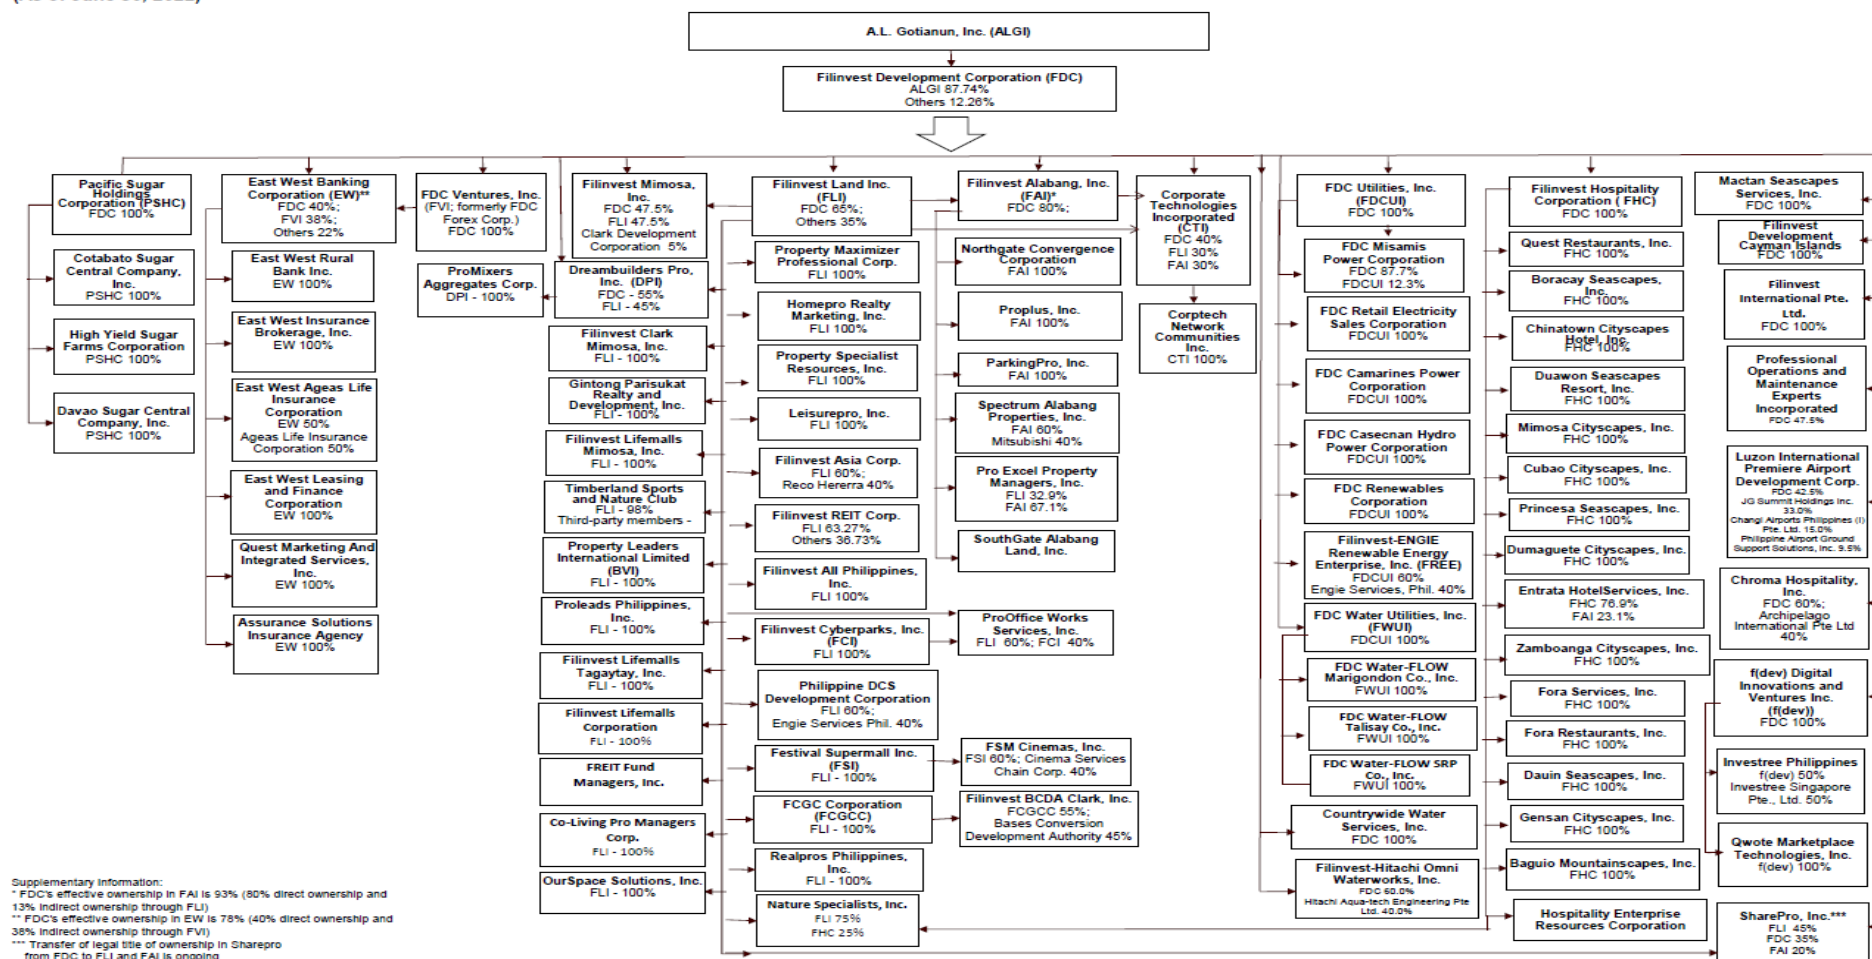 A.L. Gotianun, Inc. (ALGI)
Filinvest Development Corporation (FDC)
ALGI 87.74%
Others 12.26%
Pacific Sugar
Holdings
Corporation (PSHC)
FDC 100%
Cotabato Sugar
Central Company,
Inc.
PSHC 100%
High Yield Sugar
Farms Corporation
PSHC 100%
Davao Sugar Central
Company, Inc.
PSHC 100%
East West Banking
Corporation (EW)**
FDC 40%;
FVI 38%;
Others 22%
East West Rural
Bank Inc.
EW 100%
East West Insurance
Brokerage, Inc.
EW 100%
East West Ageas Life
Insurance
Corporation
EW 50%
Ageas Life Insurance
Corporation 50%
East West Leasing
and Finance
Corporation
EW 100%
Quest Marketing And
Integrated Services,
Inc.
EW 100%
Assurance Solutions
Insurance Agency
EW 100%
FDC Ventures, Inc.
(FVI; formerly FDC
Forex Corp.)
FDC 100%
ProMixers
Aggregates Corp.
DPI - 100%
Filinvest Mimosa,
Inc.
FDC 47.5%
FLI 47.5%
Clark Development
Corporation 5%
Dreambuilders Pro,
Inc. (DPI)
FDC - 55%
FLI - 45%
Filinvest Clark
Mimosa, Inc.
FLI - 100%
Gintong Parisukat
Realty and
Development, Inc.
FLI - 100%
Filinvest Lifemalls
Mimosa, Inc.
FLI - 100%
Timberland Sports
and Nature Club
FLI - 98%
Third-party members -
Property Leaders
International Limited
(BVI)
FLI - 100%
Proleads Philippines,
Inc.
FLI - 100%
Filinvest Lifemalls
Tagaytay, Inc.
FLI - 100%
Filinvest Lifemalls
Corporation
FLI - 100%
FREIT Fund
Managers, Inc.
Co-Living Pro Managers
Corp.
FLI - 100%
OurSpace Solutions, Inc.
FLI - 100%
Filinvest Land Inc.
(FLI)
FDC 65%;
Others 35%
Property Maximizer
Professional Corp.
FLI 100%
Homepro Realty
Marketing, Inc.
FLI 100%
Property Specialist
Resources, Inc.
FLI 100%
Leisurepro, Inc.
FLI 100%
Filinvest Asia Corp.
FLI 60%;
Reco Hererra 40%
Filinvest REIT Corp.
FLI 63.27%
Others 36.73%
Filinvest All Philippines,
Inc.
FLI 100%
Filinvest Cyberparks, Inc.
(FCI)
FLI 100%
Philippine DCS
Development Corporation
FLI 60%;
Engie Services Phil. 40%
Festival Supermall Inc.
(FSI)
FLI - 100%
FCGC Corporation
(FCGCC)
FLI - 100%
Realpros Philippines,
Inc.
FLI - 100%
Nature Specialists, Inc.
FLI 75%
FHC 25%
Filinvest Alabang, Inc.
(FAI)*
FDC 80%;
Northgate Convergence
Corporation
FAI 100%
Proplus, Inc.
FAI 100%
ParkingPro, Inc.
FAI 100%
Spectrum Alabang
Properties, Inc.
FAI 60%
Mitsubishi 40%
Pro Excel Property
Managers, Inc.
FLI 32.9%
FAI 67.1%
SouthGate Alabang
Land, Inc.
ProOffice Works
Services, Inc.
FLI 60%; FCI 40%
FSM Cinemas, Inc.
FSI 60%; Cinema Services
Chain Corp. 40%
Filinvest BCDA Clark, Inc.
FCGCC 55%;
Bases Conversion
Development Authority 45%
Corporate
Technologies
Incorporated
(CTI)
FDC 40%
FLI 30%
FAI 30%
Corptech
Network
Communities
Inc.
CTI 100%
FDC Utilities, Inc.
(FDCUI)
FDC 100%
FDC Misamis
Power Corporation
FDC 87.7%
FDCUI 12.3%
FDC Retail Electricity
Sales Corporation
FDCUI 100%
FDC Camarines Power
Corporation
FDCUI 100%
FDC Casecnan Hydro
Power Corporation
FDCUI 100%
FDC Renewables
Corporation
FDCUI 100%
Filinvest-ENGIE
Renewable Energy
Enterprise, Inc. (FREE)
FDCUI 60%
Engie Services, Phil. 40%
FDC Water Utilities, Inc.
(FWUI)
FDCUI 100%
FDC Water-FLOW
Marigondon Co., Inc.
FWUI 100%
FDC Water-FLOW
Talisay Co., Inc.
FWUI 100%
FDC Water-FLOW SRP
Co., Inc.
FWUI 100%
Countrywide Water
Services, Inc.
FDC 100%
Filinvest-Hitachi Omni
Waterworks, Inc.
FDC 60.0%
Hitachi Aqua-tech Engineering Pte
Ltd. 40.0%
Filinvest Hospitality
Corporation ( FHC)
FDC 100%
Quest Restaurants, Inc.
FHC 100%
Boracay Seascapes,
Inc.
FHC 100%
Chinatown Cityscapes
Hotel, Inc
FHC 100%
Duawon Seascapes
Resort, Inc.
FHC 100%
Mimosa Cityscapes, Inc.
FHC 100%
Cubao Cityscapes, Inc.
FHC 100%
Princesa Seascapes, Inc.
FHC 100%
Dumaguete Cityscapes, Inc.
FHC 100%
Entrata HotelServices, Inc.
FHC 76.9%
FAI 23.1%
Zamboanga Cityscapes, Inc.
FHC 100%
Fora Services, Inc.
FHC 100%
Fora Restaurants, Inc.
FHC 100%
Dauin Seascapes, Inc.
FHC 100%
Gensan Cityscapes, Inc.
FHC 100%
Baguio Mountainscapes, Inc.
FHC 100%
Hospitality Enterprise
Resources Corporation
Mactan Seascapes
Services, Inc.
FDC 100%
Filinvest
Development
Cayman Islands
FDC 100%
Filinvest
International Pte.
Ltd.
FDC 100%
Professional
Operations and
Maintenance
Experts
Incorporated
FDC 47.5%
Luzon International
Premiere Airport
Development Corp.
FDC 42.5%
JG Summit Holdings Inc.
33.0%
Changi Airports Philippines (I)
Pte. Ltd. 15.0%
Philippine Airport Ground
Support Solutions, Inc. 9.5%
Chroma Hospitality,
Inc.
FDC 60%;
Archipelago
International Pte Ltd
40%
f(dev) Digital
Innovations and
Ventures Inc.
(f(dev))
FDC 100%
Investree Philippines
f(dev) 50%
Investree Singapore
Pte., Ltd. 50%
Qwote Marketplace
Technologies, Inc.
f(dev) 100%
SharePro, Inc.***
FLI 45%
FDC 35%
FAI 20%
Supplementary Information:
* FDC's effective ownership in FAI is 93% (80% direct ownership and
13% indirect ownership through FLI)
** FDC's effective ownership in EW is 78% (40% direct ownership and
38% indirect ownership through FVI)
*** Transfer of legal title of ownership in Sharepro
from FDC to FLI and FAI is ongoing